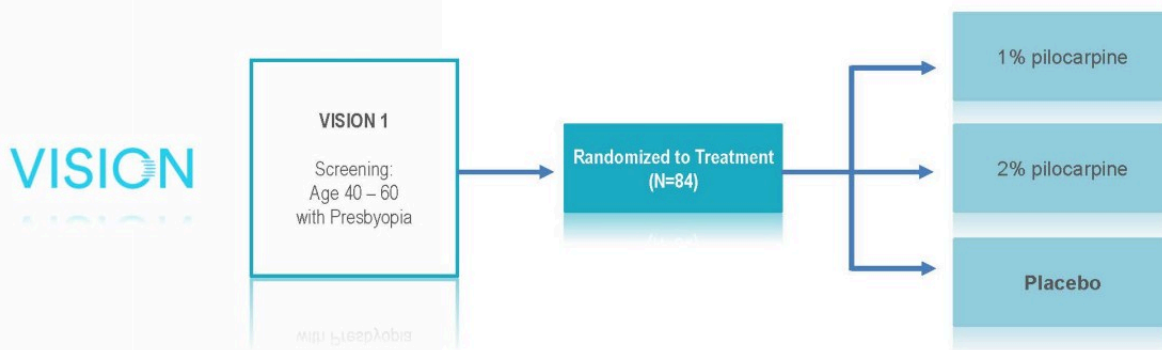 VISION
VISION 1
Screening:
Age 40 – 60
with Presbyopia
Randomized to Treatment
(N=84)
1% pilocarpine
2% pilocarpine
Placebo